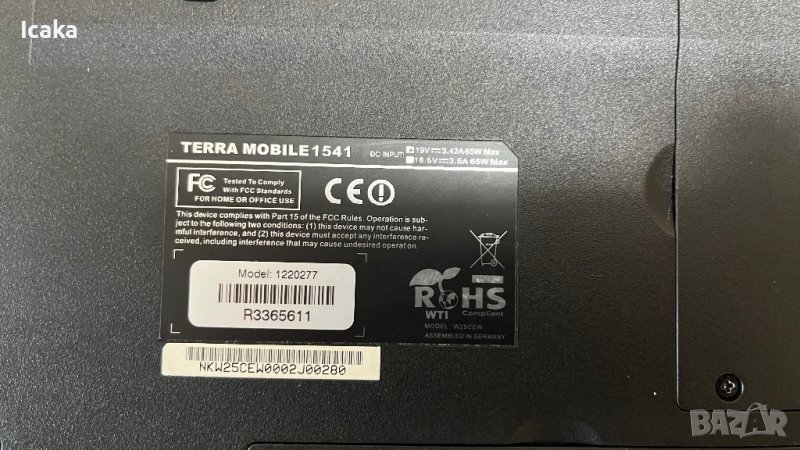 Icaka
TERRA MOBILE 1541
DC INPUT: 19V 3.42A 65W Max
18.5V 3.5A 65W Max
FC Tested To Comply
With FCC Standards
FOR HOME OR OFFICE USE
CE
This device complies with Part 15 of the FCC Rules. Operation is sub-
ject to the following two conditions: (1) this device may not cause har-
mful interference, and (2) this device must accept any interference re-
ceived, including interference that may cause undesired operation.
Model: 1220277
R3365611
ROHS
WTI Compliant
MODEL: W25CEW
ASSEMBLED IN GERMANY
NKW25CEW0002J00280
BAZAR